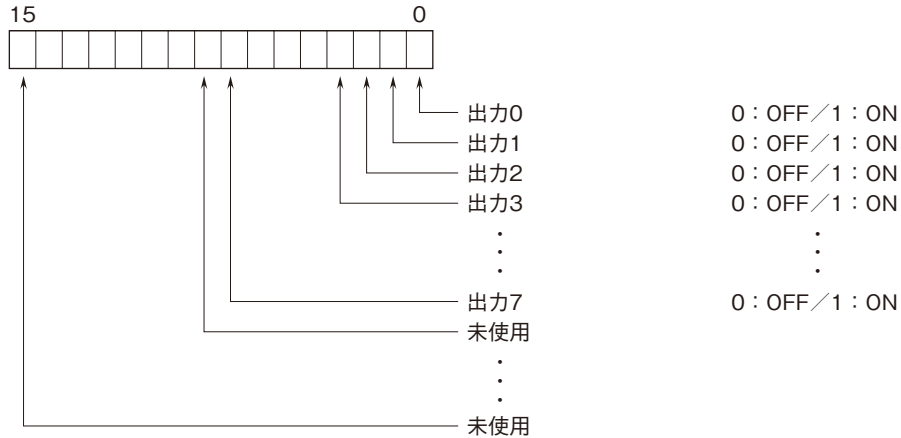 15 0
出力0 0：OFF／1：ON
出力1 0：OFF／1：ON
出力2 0：OFF／1：ON
出力3 0：OFF／1：ON
・ ・
・ ・
・ ・
出力7 0：OFF／1：ON
未使用
・
・
・
未使用